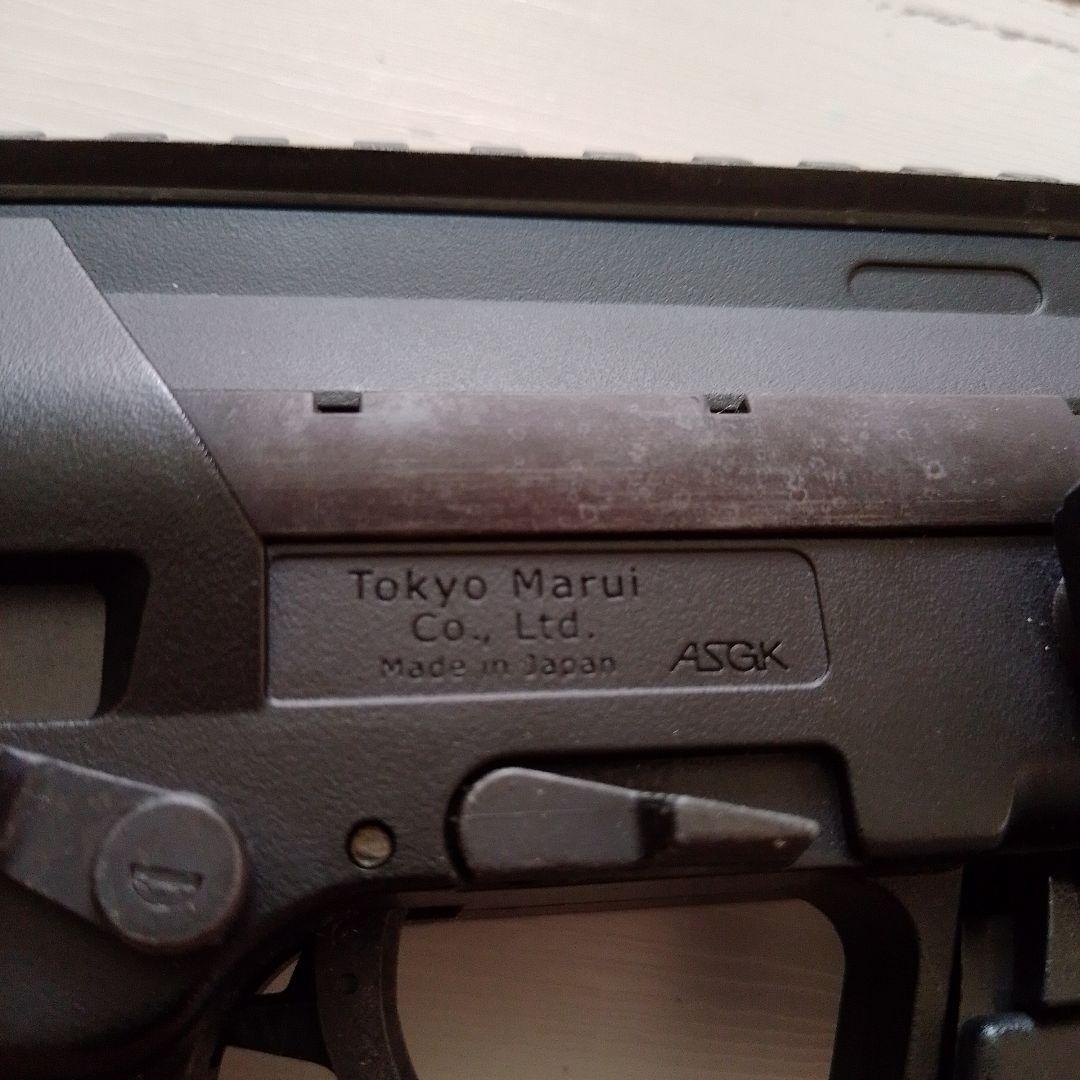 Tokyo Marui
Co., Ltd.
Made in Japan
ASGK